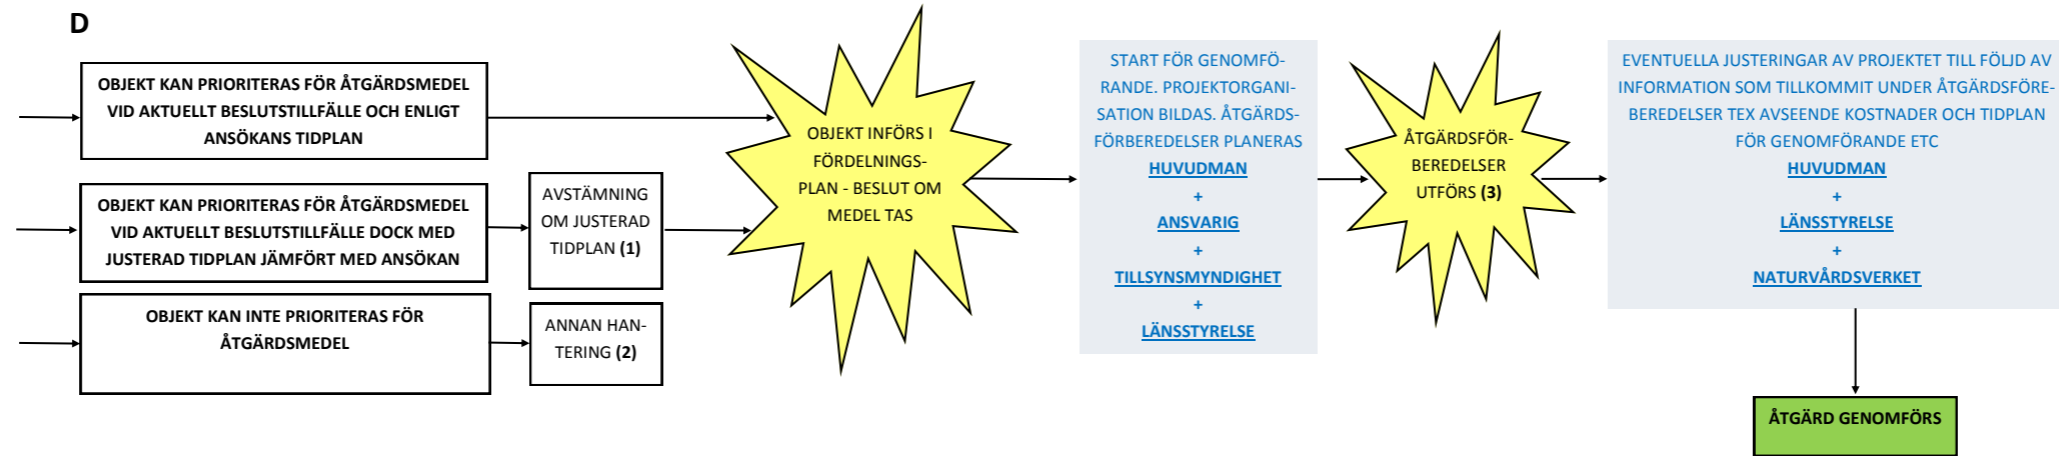 D
OBJEKT KAN PRIORITERAS FÖR ÅTGÄRDSMEDEL
VID AKTUELLT BESLUTSTILLFÄLLE OCH ENLIGT
ANSÖKANS TIDPLAN
OBJEKT KAN PRIORITERAS FÖR ÅTGÄRDSMEDEL
VID AKTUELLT BESLUTSTILLFÄLLE DOCK MED
JUSTERAD TIDPLAN JÄMFÖRT MED ANSÖKAN
OBJEKT KAN INTE PRIORITERAS FÖR
ÅTGÄRDSMEDEL
AVSTÄMNING
OM JUSTERAD
TIDPLAN (1)
ANNAN HAN-
TERING (2)
OBJEKT INFÖRS I
FÖRDELNINGS-
PLAN - BESLUT OM
MEDEL TAS
START FÖR GENOMFÖ-
RANDE. PROJEKTORGANI-
SATION BILDAS. ÅTGÄRDS-
FÖRBEREDELSER PLANERAS
HUVUDMAN
+
ANSVARIG
+
TILLSYNSMYNDIGHET
+
LÄNSSTYRELSE
ÅTGÄRDSFÖR-
BEREDELSER
UTFÖRS (3)
EVENTUELLA JUSTERINGAR AV PROJEKTET TILL FÖLJD AV
INFORMATION SOM TILLKOMMIT UNDER ÅTGÄRDSFÖRE-
BEREDELSER TEX AVSEENDE KOSTNADER OCH TIDPLAN
FÖR GENOMFÖRANDE ETC
HUVUDMAN
+
LÄNSSTYRELSE
+
NATURVÅRDSVERKET
ÅTGÄRD GENOMFÖRS